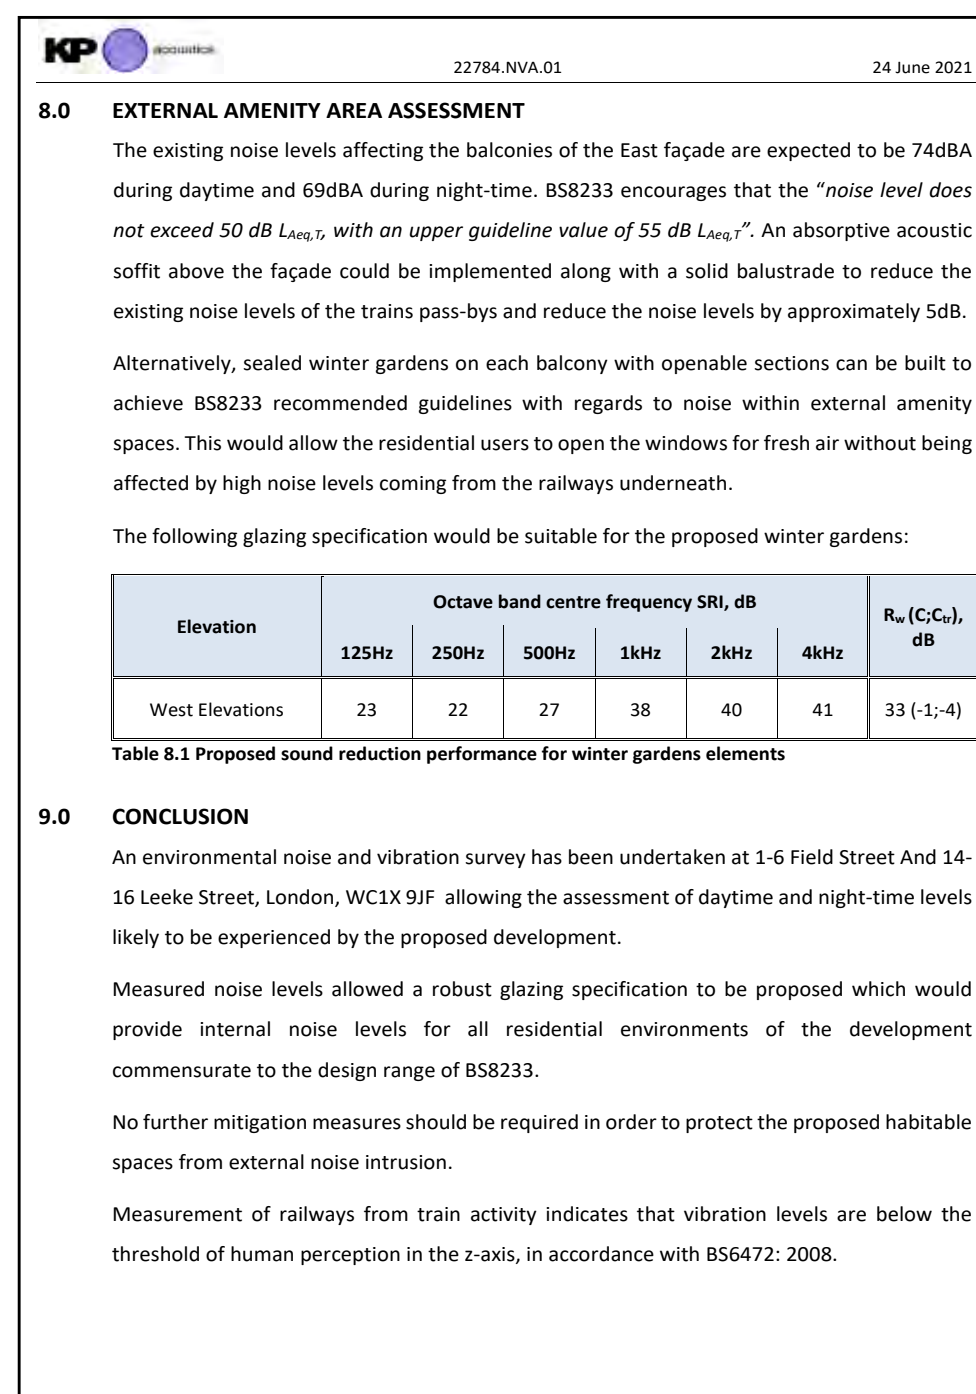 KP acoustics
22784.NVA.01
24 June 2021
8.0 EXTERNAL AMENITY AREA ASSESSMENT
The existing noise levels affecting the balconies of the East façade are expected to be 74dBA
during daytime and 69dBA during night-time. BS8233 encourages that the “noise level does
not exceed 50 dB LAeq,T, with an upper guideline value of 55 dB LAeq,T”. An absorptive acoustic
soffit above the façade could be implemented along with a solid balustrade to reduce the
existing noise levels of the trains pass-bys and reduce the noise levels by approximately 5dB.
Alternatively, sealed winter gardens on each balcony with openable sections can be built to
achieve BS8233 recommended guidelines with regards to noise within external amenity
spaces. This would allow the residential users to open the windows for fresh air without being
affected by high noise levels coming from the railways underneath.
The following glazing specification would be suitable for the proposed winter gardens:
Elevation
Octave band centre frequency SRI, dB
Rw (C;Ctr),
dB
125Hz 250Hz 500Hz 1kHz 2kHz 4kHz
West Elevations 23 22 27 38 40 41 33 (-1;-4)
Table 8.1 Proposed sound reduction performance for winter gardens elements
9.0 CONCLUSION
An environmental noise and vibration survey has been undertaken at 1-6 Field Street And 14-
16 Leeke Street, London, WC1X 9JF allowing the assessment of daytime and night-time levels
likely to be experienced by the proposed development.
Measured noise levels allowed a robust glazing specification to be proposed which would
provide internal noise levels for all residential environments of the development
commensurate to the design range of BS8233.
No further mitigation measures should be required in order to protect the proposed habitable
spaces from external noise intrusion.
Measurement of railways from train activity indicates that vibration levels are below the
threshold of human perception in the z-axis, in accordance with BS6472: 2008.